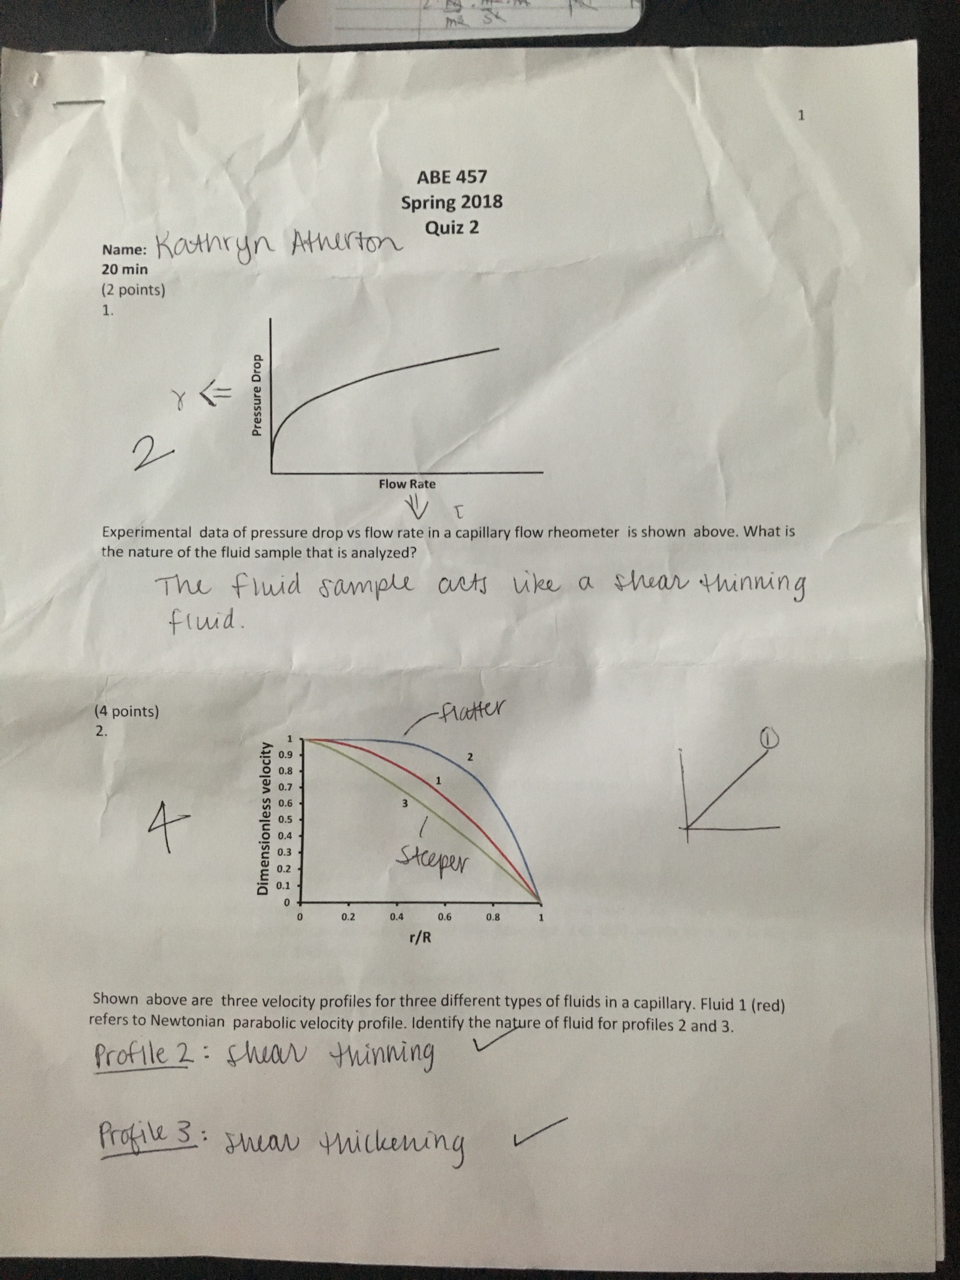 1
ABE 457
Spring 2018
Quiz 2
Name: Kathryn Atherton
20 min
(2 points)
1.
Pressure Drop
γ ⇐
2
Flow Rate
⇓ τ
Experimental data of pressure drop vs flow rate in a capillary flow rheometer is shown above. What is
the nature of the fluid sample that is analyzed?
The fluid sample acts like a shear thinning
fluid.
(4 points)
2.
flatter
4
Dimensionless velocity
1
0.9
0.8
0.7
0.6
0.5
0.4
0.3
0.2
0.1
0
2
1
3
steeper
0 0.2 0.4 0.6 0.8 1
r/R
①
Shown above are three velocity profiles for three different types of fluids in a capillary. Fluid 1 (red)
refers to Newtonian parabolic velocity profile. Identify the nature of fluid for profiles 2 and 3.
Profile 2: shear thinning ✓
Profile 3: shear thickening ✓